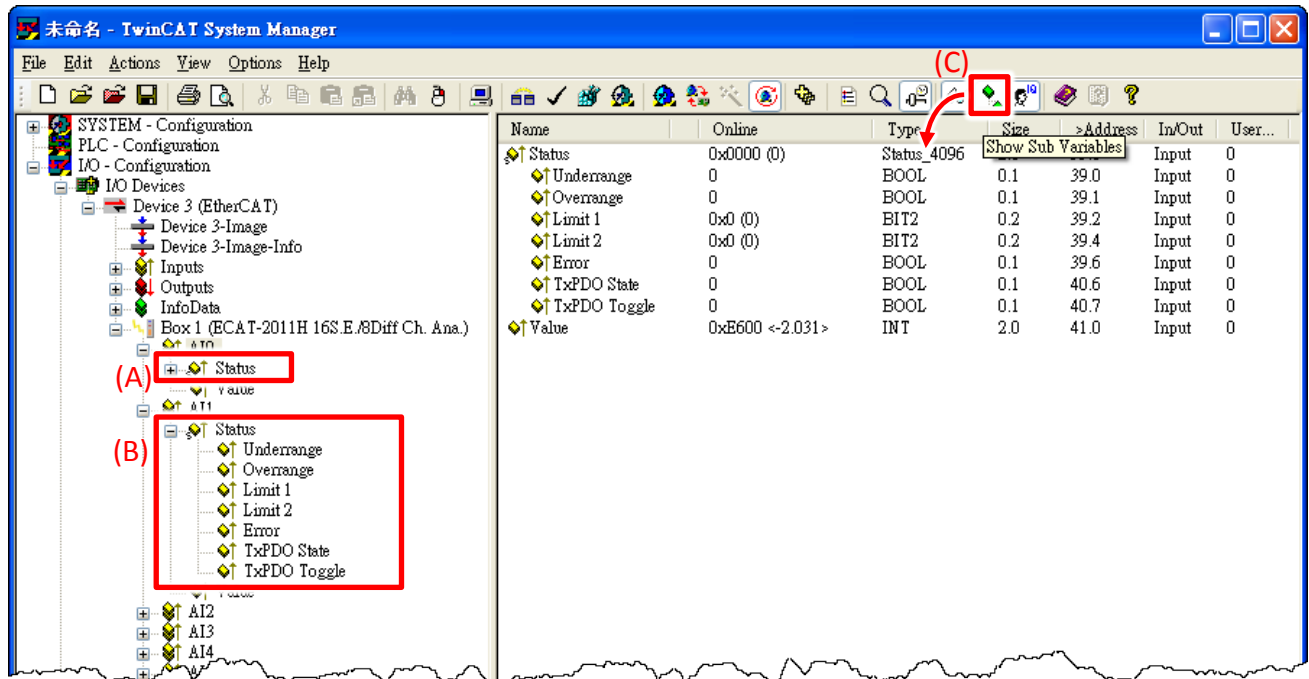 未命名 - TwinCAT System Manager
File Edit Actions View Options Help
(C)
SYSTEM - Configuration
PLC - Configuration
I/O - Configuration
I/O Devices
Device 3 (EtherCAT)
Device 3-Image
Device 3-Image-Info
Inputs
Outputs
InfoData
Box 1 (ECAT-2011H 16S.E./8Diff Ch. Ana.)
AI0
(A)
Status
Value
AI1
(B)
Status
Underrange
Overrange
Limit 1
Limit 2
Error
TxPDO State
TxPDO Toggle
Value
AI2
AI3
AI4
Name Online Type Size >Address In/Out User...
Show Sub Variables
Status 0x0000 (0) Status_4096 Input 0
Underrange 0 BOOL 0.1 39.0 Input 0
Overrange 0 BOOL 0.1 39.1 Input 0
Limit 1 0x0 (0) BIT2 0.2 39.2 Input 0
Limit 2 0x0 (0) BIT2 0.2 39.4 Input 0
Error 0 BOOL 0.1 39.6 Input 0
TxPDO State 0 BOOL 0.1 40.6 Input 0
TxPDO Toggle 0 BOOL 0.1 40.7 Input 0
Value 0xE600 <-2.031> INT 2.0 41.0 Input 0